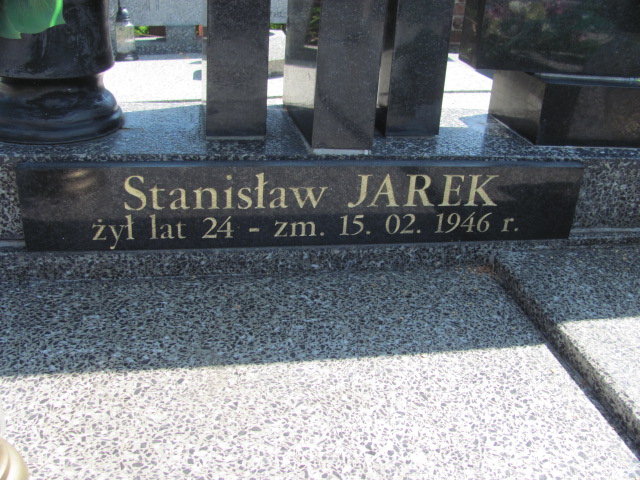 Stanisław JAREK
żył lat 24 - zm. 15. 02. 1946 r.